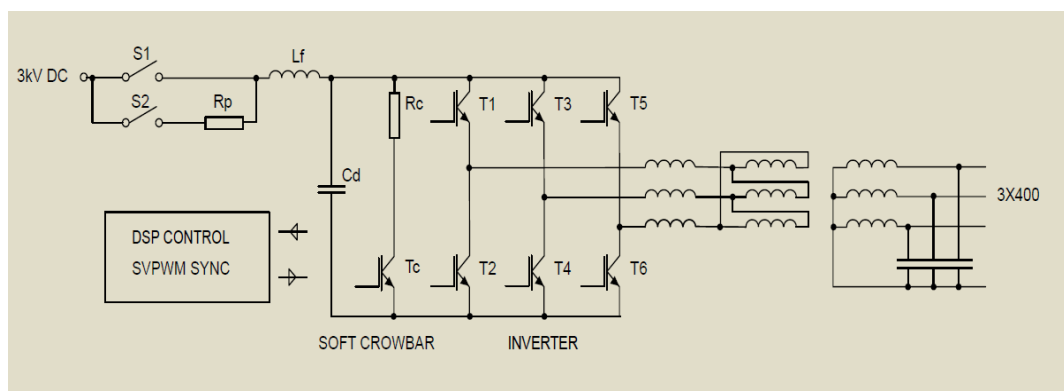 S1
Lf
3kV DC
S2
Rp
Rc
T1
T3
T5
Cd
3X400
DSP CONTROL
SVPWM SYNC
Tc
T2
T4
T6
SOFT CROWBAR
INVERTER